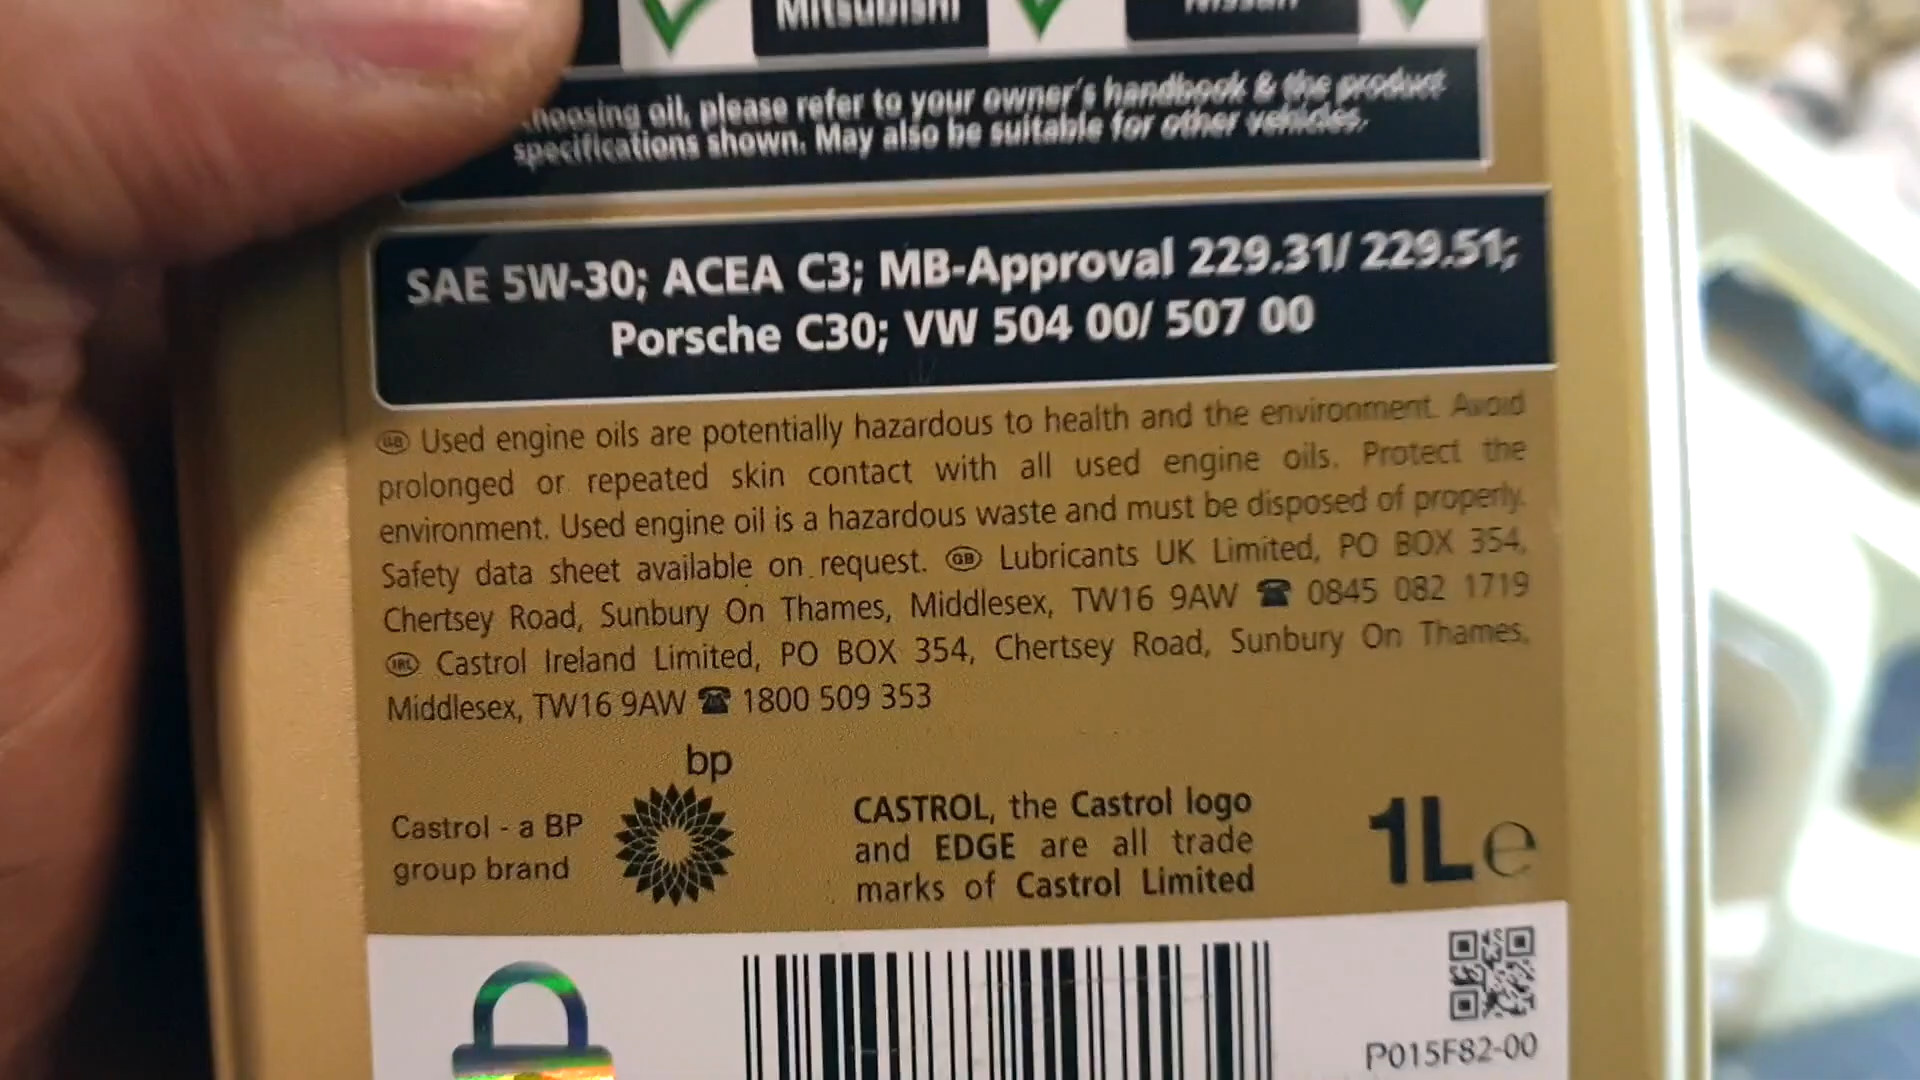 Mitsubishi Nissan
choosing oil, please refer to your owner's handbook & the product
specifications shown. May also be suitable for other vehicles.
SAE 5W-30; ACEA C3; MB-Approval 229.31/ 229.51;
Porsche C30; VW 504 00/ 507 00
GB Used engine oils are potentially hazardous to health and the environment. Avoid
prolonged or repeated skin contact with all used engine oils. Protect the
environment. Used engine oil is a hazardous waste and must be disposed of properly.
Safety data sheet available on request. GB Lubricants UK Limited, PO BOX 354,
Chertsey Road, Sunbury On Thames, Middlesex, TW16 9AW ☎ 0845 082 1719
IRL Castrol Ireland Limited, PO BOX 354, Chertsey Road, Sunbury On Thames,
Middlesex, TW16 9AW ☎ 1800 509 353
bp
Castrol - a BP
group brand
CASTROL, the Castrol logo
and EDGE are all trade
marks of Castrol Limited
1L e
P015F82-00